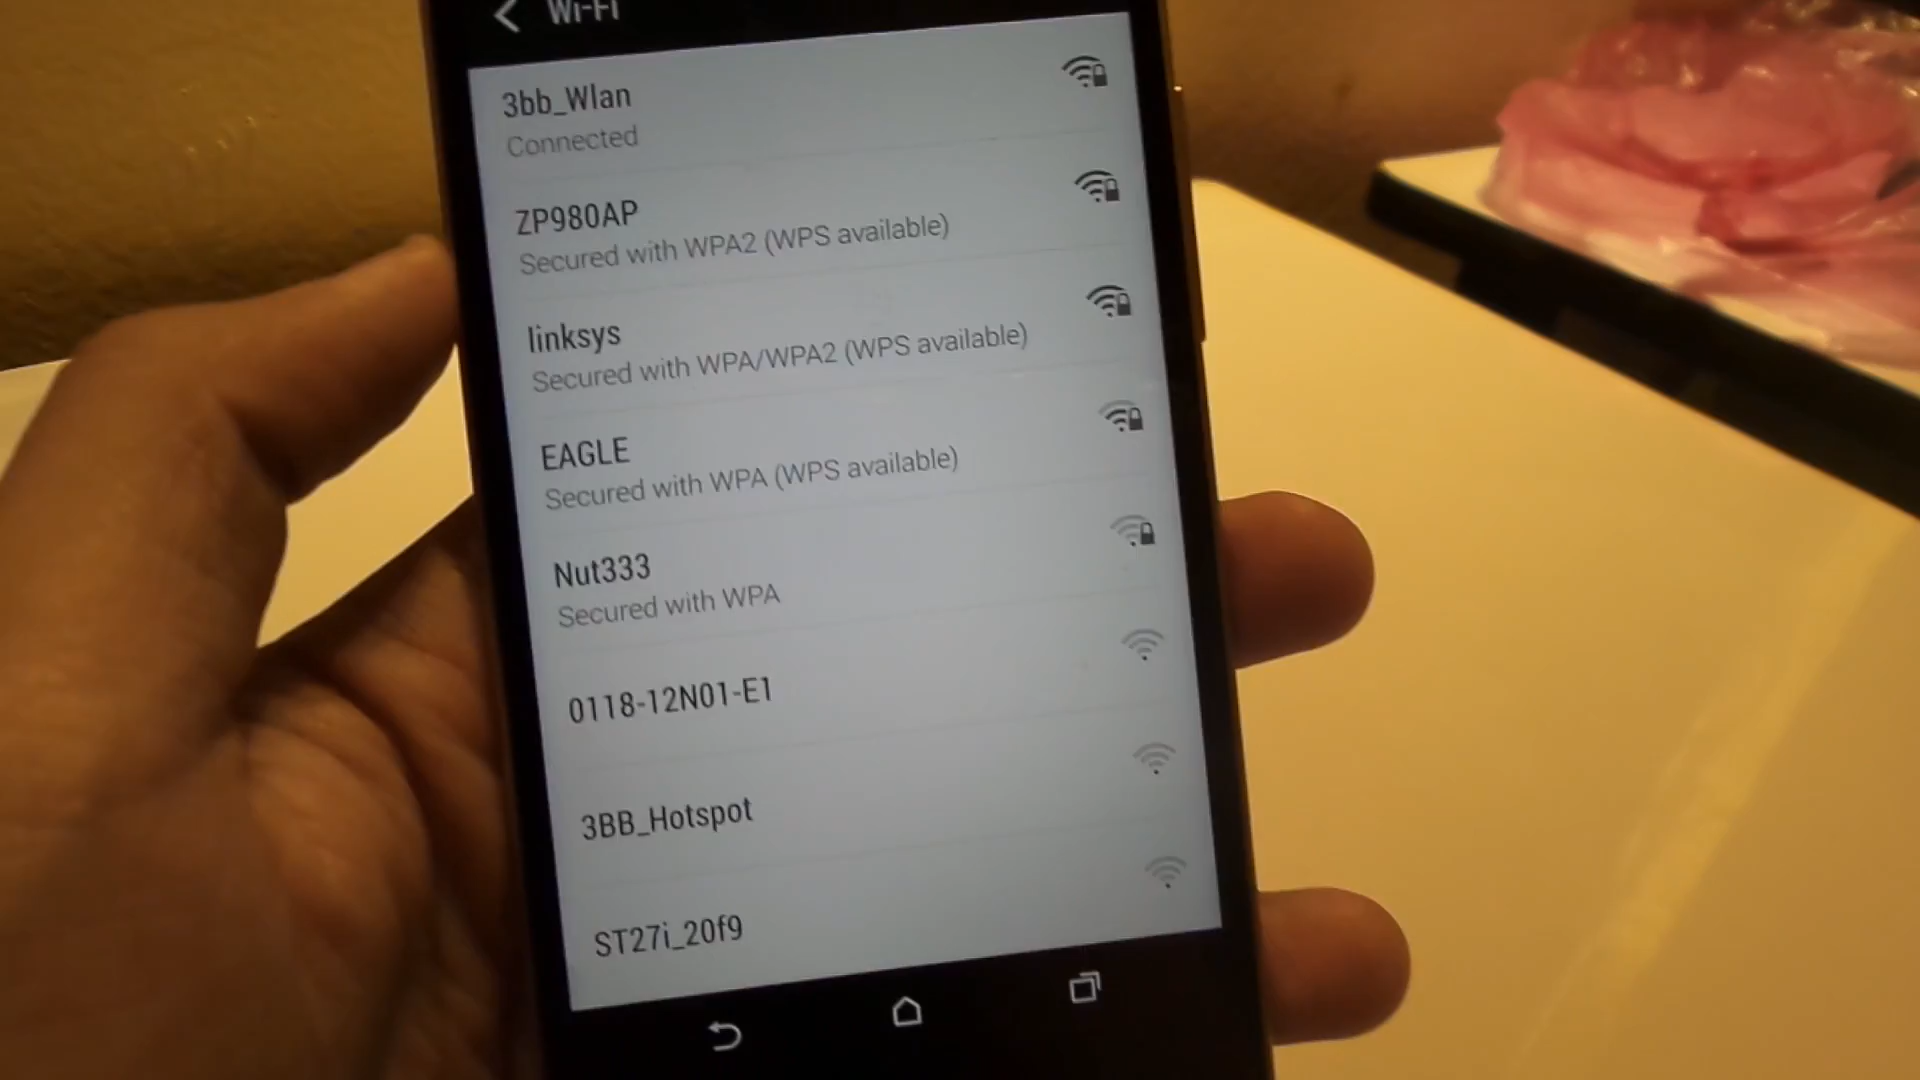 Wi-Fi
3bb_Wlan
Connected
ZP980AP
Secured with WPA2 (WPS available)
linksys
Secured with WPA/WPA2 (WPS available)
EAGLE
Secured with WPA (WPS available)
Nut333
Secured with WPA
0118-12N01-E1
3BB_Hotspot
ST27i_20f9